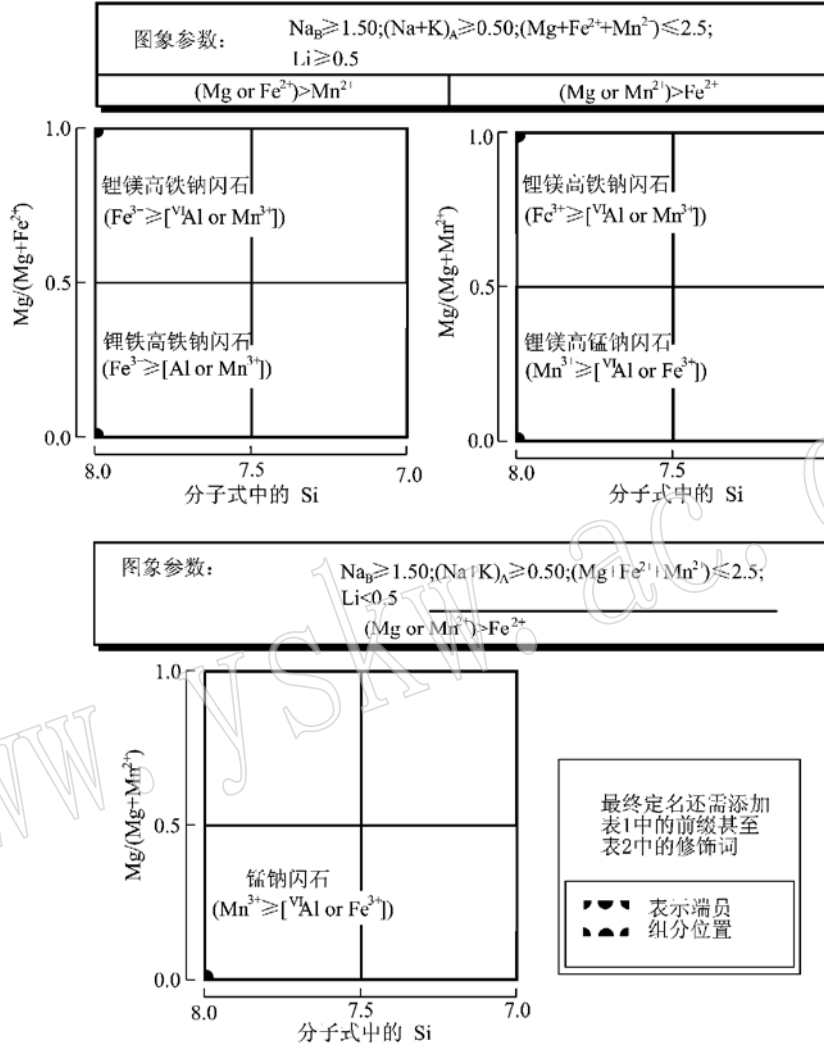 图象参数: Na_B≥1.50;(Na+K)_A≥0.50;(Mg+Fe²⁺+Mn²⁻)≤2.5;
Li≥0.5
(Mg or Fe²⁺)>Mn²⁺
(Mg or Mn²⁺)>Fe²⁺
1.0
锂镁高铁钠闪石
(Fe³⁻≥[ⱽᴵAl or Mn³⁺])
Mg/(Mg+Fe²⁺)
0.5
锂铁高铁钠闪石
(Fe³⁻≥[Al or Mn³⁺])
0.0
8.0 7.5 7.0
分子式中的 Si
1.0
锂镁高铁钠闪石
(Fe³⁺≥[ⱽᴵAl or Mn³⁺])
Mg/(Mg+Mn²⁺)
0.5
锂镁高锰钠闪石
(Mn³⁺≥[ⱽᴵAl or Fe³⁺])
0.0
8.0 7.5
分子式中的 Si
图象参数: Na_B≥1.50;(Na+K)_A≥0.50;(Mg+Fe²⁺+Mn²⁺)≤2.5;
Li<0.5
(Mg or Mn²⁺)>Fe²⁺
1.0
Mg/(Mg+Mn²⁺)
0.5
锰钠闪石
(Mn³⁺≥[ⱽᴵAl or Fe³⁺])
0.0
8.0 7.5 7.0
分子式中的 Si
最终定名还需添加
表1中的前缀甚至
表2中的修饰词
表示端员
组分位置
www.yskw.ac.c